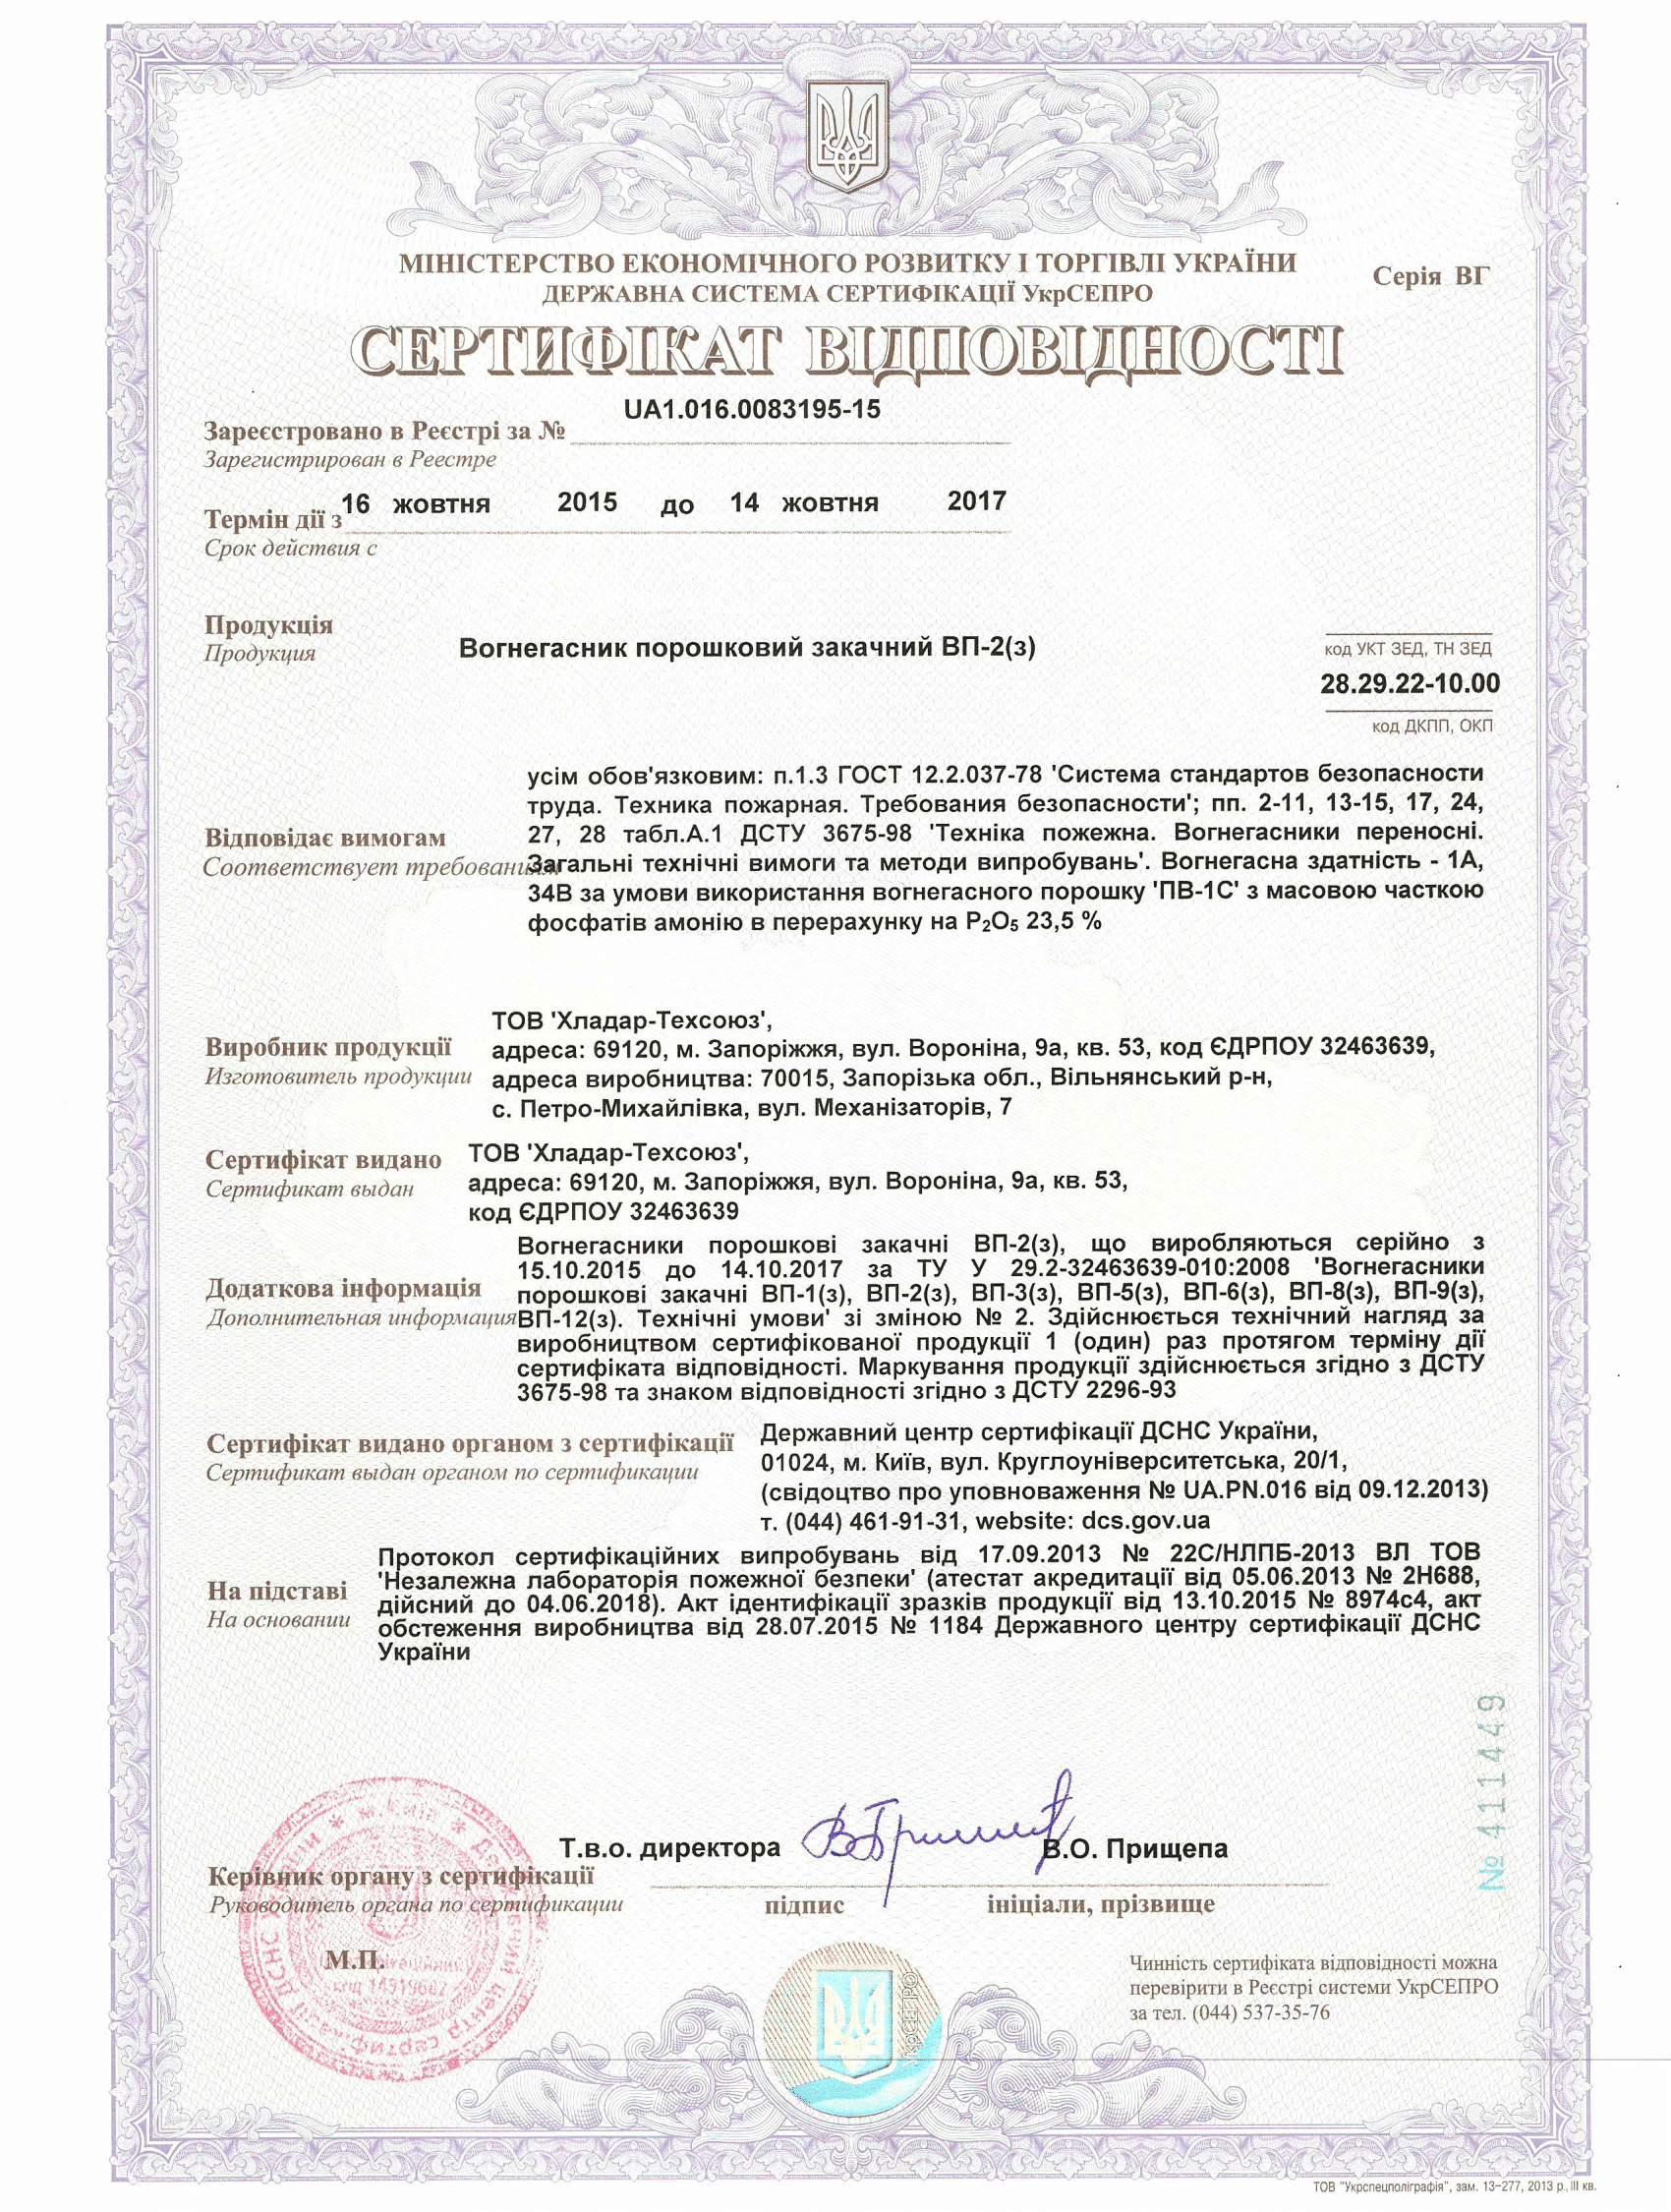 МІНІСТЕРСТВО ЕКОНОМІЧНОГО РОЗВИТКУ І ТОРГІВЛІ УКРАЇНИ
Серія ВГ
ДЕРЖАВНА СИСТЕМА СЕРТИФІКАЦІЇ УкрСЕПРО
СЕРТИФІКАТ ВІДПОВІДНОСТІ
UA1.016.0083195-15
Зареєстровано в Реєстрі за №
Зарегистрирован в Реестре
16 жовтня 2015 до 14 жовтня 2017
Термін дії з
Срок действия с
Продукція
Продукция
Вогнегасник порошковий закачний ВП-2(з)
код УКТ ЗЕД, ТН ЗЕД
28.29.22-10.00
код ДКПП, ОКП
Відповідає вимогам
Соответствует требованиям
усім обов'язковим: п.1.3 ГОСТ 12.2.037-78 'Система стандартов безопасности
труда. Техника пожарная. Требования безопасности'; пп. 2-11, 13-15, 17, 24,
27, 28 табл.А.1 ДСТУ 3675-98 'Техніка пожежна. Вогнегасники переносні.
Загальні технічні вимоги та методи випробувань'. Вогнегасна здатність - 1А,
34В за умови використання вогнегасного порошку 'ПВ-1С' з масовою часткою
фосфатів амонію в перерахунку на P₂O₅ 23,5 %
Виробник продукції
Изготовитель продукции
ТОВ 'Хладар-Техсоюз',
адреса: 69120, м. Запоріжжя, вул. Вороніна, 9а, кв. 53, код ЄДРПОУ 32463639,
адреса виробництва: 70015, Запорізька обл., Вільнянський р-н,
с. Петро-Михайлівка, вул. Механізаторів, 7
Сертифікат видано
Сертификат выдан
ТОВ 'Хладар-Техсоюз',
адреса: 69120, м. Запоріжжя, вул. Вороніна, 9а, кв. 53,
код ЄДРПОУ 32463639
Додаткова інформація
Дополнительная информация
Вогнегасники порошкові закачні ВП-2(з), що виробляються серійно з
15.10.2015 до 14.10.2017 за ТУ У 29.2-32463639-010:2008 'Вогнегасники
порошкові закачні ВП-1(з), ВП-2(з), ВП-3(з), ВП-5(з), ВП-6(з), ВП-8(з), ВП-9(з),
ВП-12(з). Технічні умови' зі зміною № 2. Здійснюється технічний нагляд за
виробництвом сертифікованої продукції 1 (один) раз протягом терміну дії
сертифіката відповідності. Маркування продукції здійснюється згідно з ДСТУ
3675-98 та знаком відповідності згідно з ДСТУ 2296-93
Сертифікат видано органом з сертифікації
Сертификат выдан органом по сертификации
Державний центр сертифікації ДСНС України,
01024, м. Київ, вул. Круглоуніверситетська, 20/1,
(свідоцтво про уповноваження № UA.PN.016 від 09.12.2013)
т. (044) 461-91-31, website: dcs.gov.ua
На підставі
На основании
Протокол сертифікаційних випробувань від 17.09.2013 № 22С/НЛПБ-2013 ВЛ ТОВ
'Незалежна лабораторія пожежної безпеки' (атестат акредитації від 05.06.2013 № 2Н688,
дійсний до 04.06.2018). Акт ідентифікації зразків продукції від 13.10.2015 № 8974с4, акт
обстеження виробництва від 28.07.2015 № 1184 Державного центру сертифікації ДСНС
України
№ 411449
Т.в.о. директора
В.О. Прищепа
Керівник органу з сертифікації
Руководитель органа по сертификации
підпис
ініціали, прізвище
М.П.
м.Київ
Державний центр сертифікації ДСНС України
УкрСЕПРО
Чинність сертифіката відповідності можна
перевірити в Реєстрі системи УкрСЕПРО
за тел. (044) 537-35-76
ТОВ "Укрспецполіграфія", зам. 13-277, 2013 р., III кв.